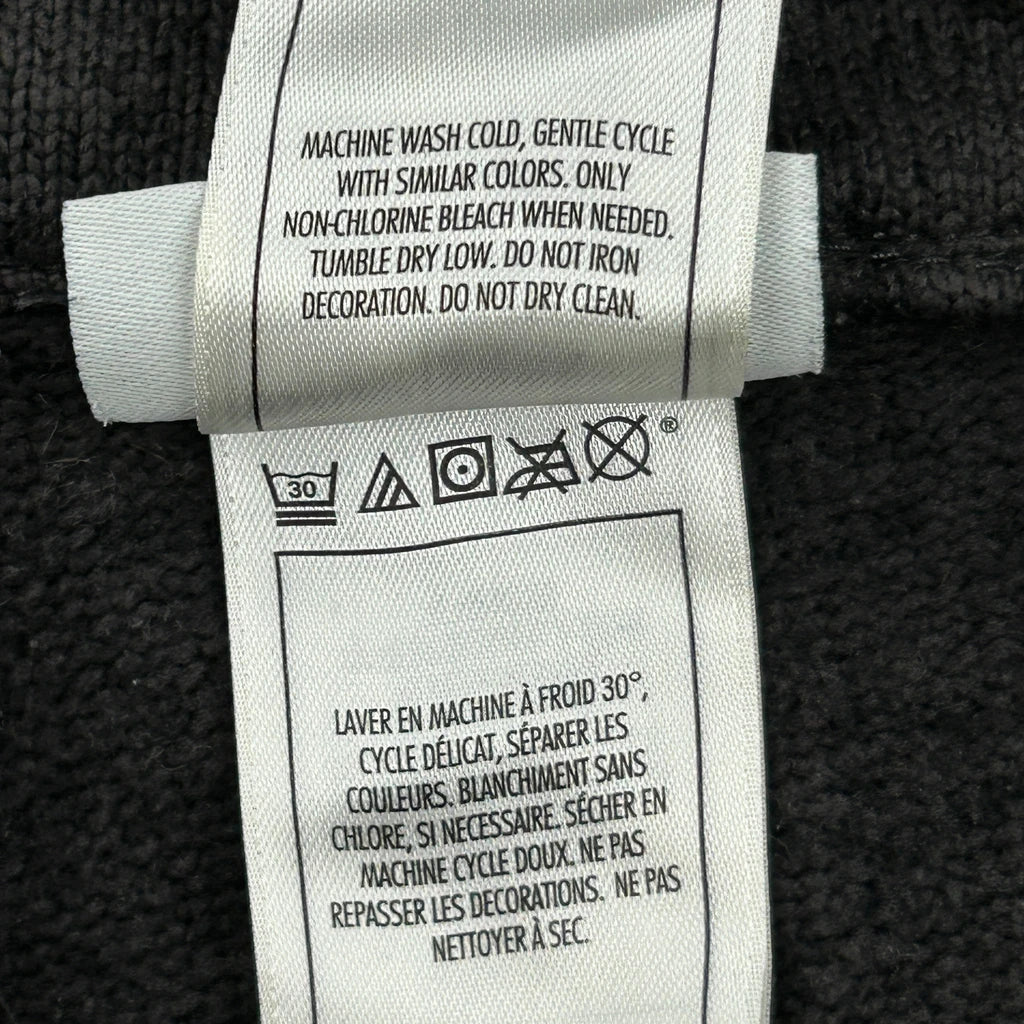 MACHINE WASH COLD, GENTLE CYCLE
WITH SIMILAR COLORS. ONLY
NON-CHLORINE BLEACH WHEN NEEDED.
TUMBLE DRY LOW. DO NOT IRON
DECORATION. DO NOT DRY CLEAN.
30 ®
LAVER EN MACHINE À FROID 30°,
CYCLE DÉLICAT, SÉPARER LES
COULEURS. BLANCHIMENT SANS
CHLORE, SI NECESSAIRE. SÉCHER EN
MACHINE CYCLE DOUX. NE PAS
REPASSER LES DECORATIONS. NE PAS
NETTOYER À SEC.